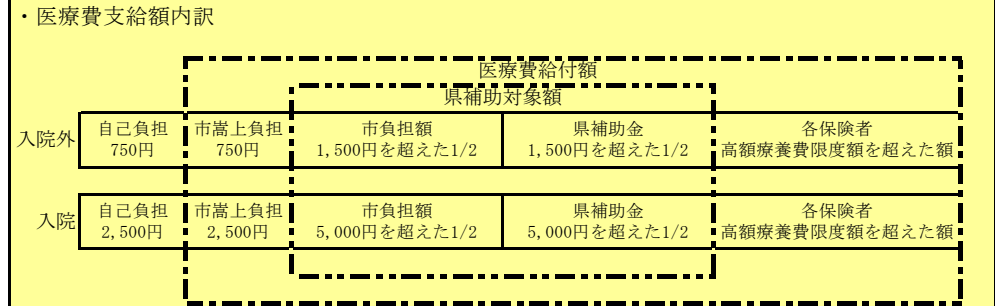 ・医療費支給額内訳
医療費給付額
県補助対象額
入院外
自己負担
750円
市嵩上負担
750円
市負担額
1,500円を超えた1/2
県補助金
1,500円を超えた1/2
各保険者
高額療養費限度額を超えた額
入院
自己負担
2,500円
市嵩上負担
2,500円
市負担額
5,000円を超えた1/2
県補助金
5,000円を超えた1/2
各保険者
高額療養費限度額を超えた額